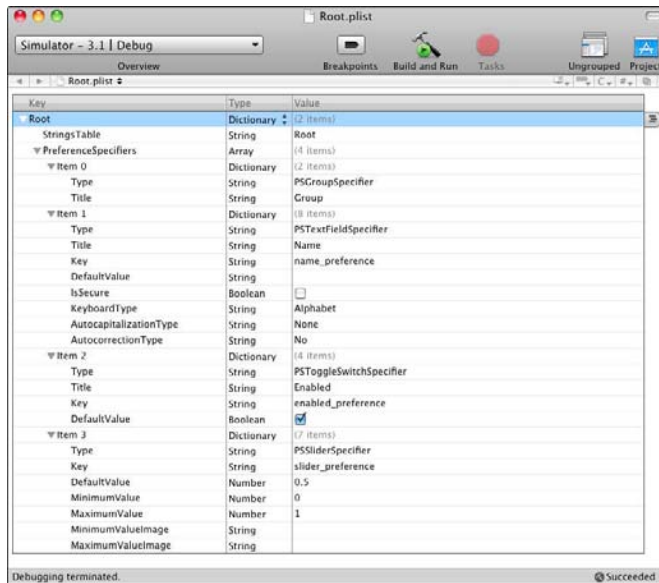 Root.plist
Simulator - 3.1 | Debug
Overview Breakpoints Build and Run Tasks Ungrouped Project
Root.plist
Key Type Value
Root Dictionary (2 items)
StringsTable String Root
PreferenceSpecifiers Array (4 items)
Item 0 Dictionary (2 items)
Type String PSGroupSpecifier
Title String Group
Item 1 Dictionary (8 items)
Type String PSTextFieldSpecifier
Title String Name
Key String name_preference
DefaultValue String
IsSecure Boolean
KeyboardType String Alphabet
AutocapitalizationType String None
AutocorrectionType String No
Item 2 Dictionary (4 items)
Type String PSToggleSwitchSpecifier
Title String Enabled
Key String enabled_preference
DefaultValue Boolean
Item 3 Dictionary (7 items)
Type String PSSliderSpecifier
Key String slider_preference
DefaultValue Number 0.5
MinimumValue Number 0
MaximumValue Number 1
MinimumValueImage String
MaximumValueImage String
Debugging terminated. Succeeded